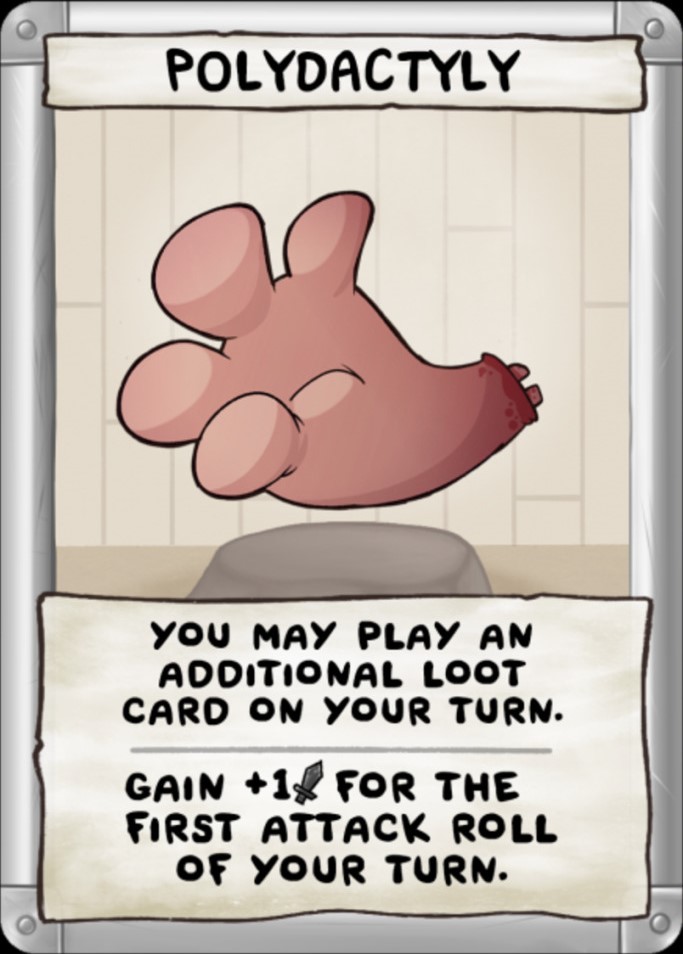 POLYDACTYLY
YOU MAY PLAY AN
ADDITIONAL LOOT
CARD ON YOUR TURN.
GAIN +1 FOR THE
FIRST ATTACK ROLL
OF YOUR TURN.